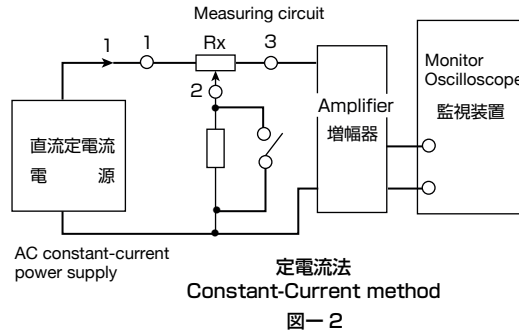 Measuring circuit
1
1
Rx
3
2
Amplifier
増幅器
Monitor
Oscilloscope
監視装置
直流定電流
電 源
AC constant-current
power supply
定電流法
Constant-Current method
図ー2